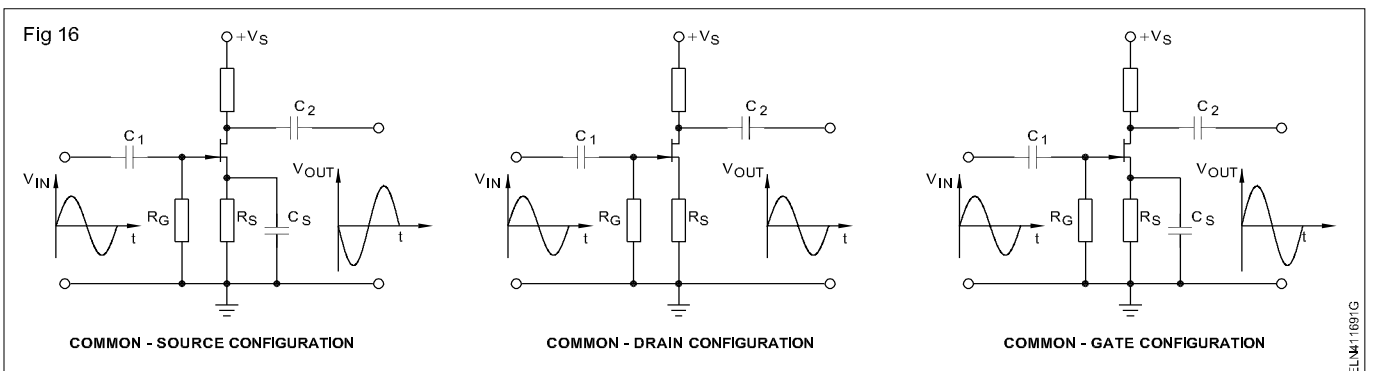 Fig 16
+VS
C2
C1
VIN
VOUT
RG
RS
CS
t
t
COMMON - SOURCE CONFIGURATION
+VS
C2
C1
VIN
VOUT
RG
RS
t
t
COMMON - DRAIN CONFIGURATION
+VS
C2
C1
VIN
VOUT
RG
RS
CS
t
t
COMMON - GATE CONFIGURATION
ELN411691G